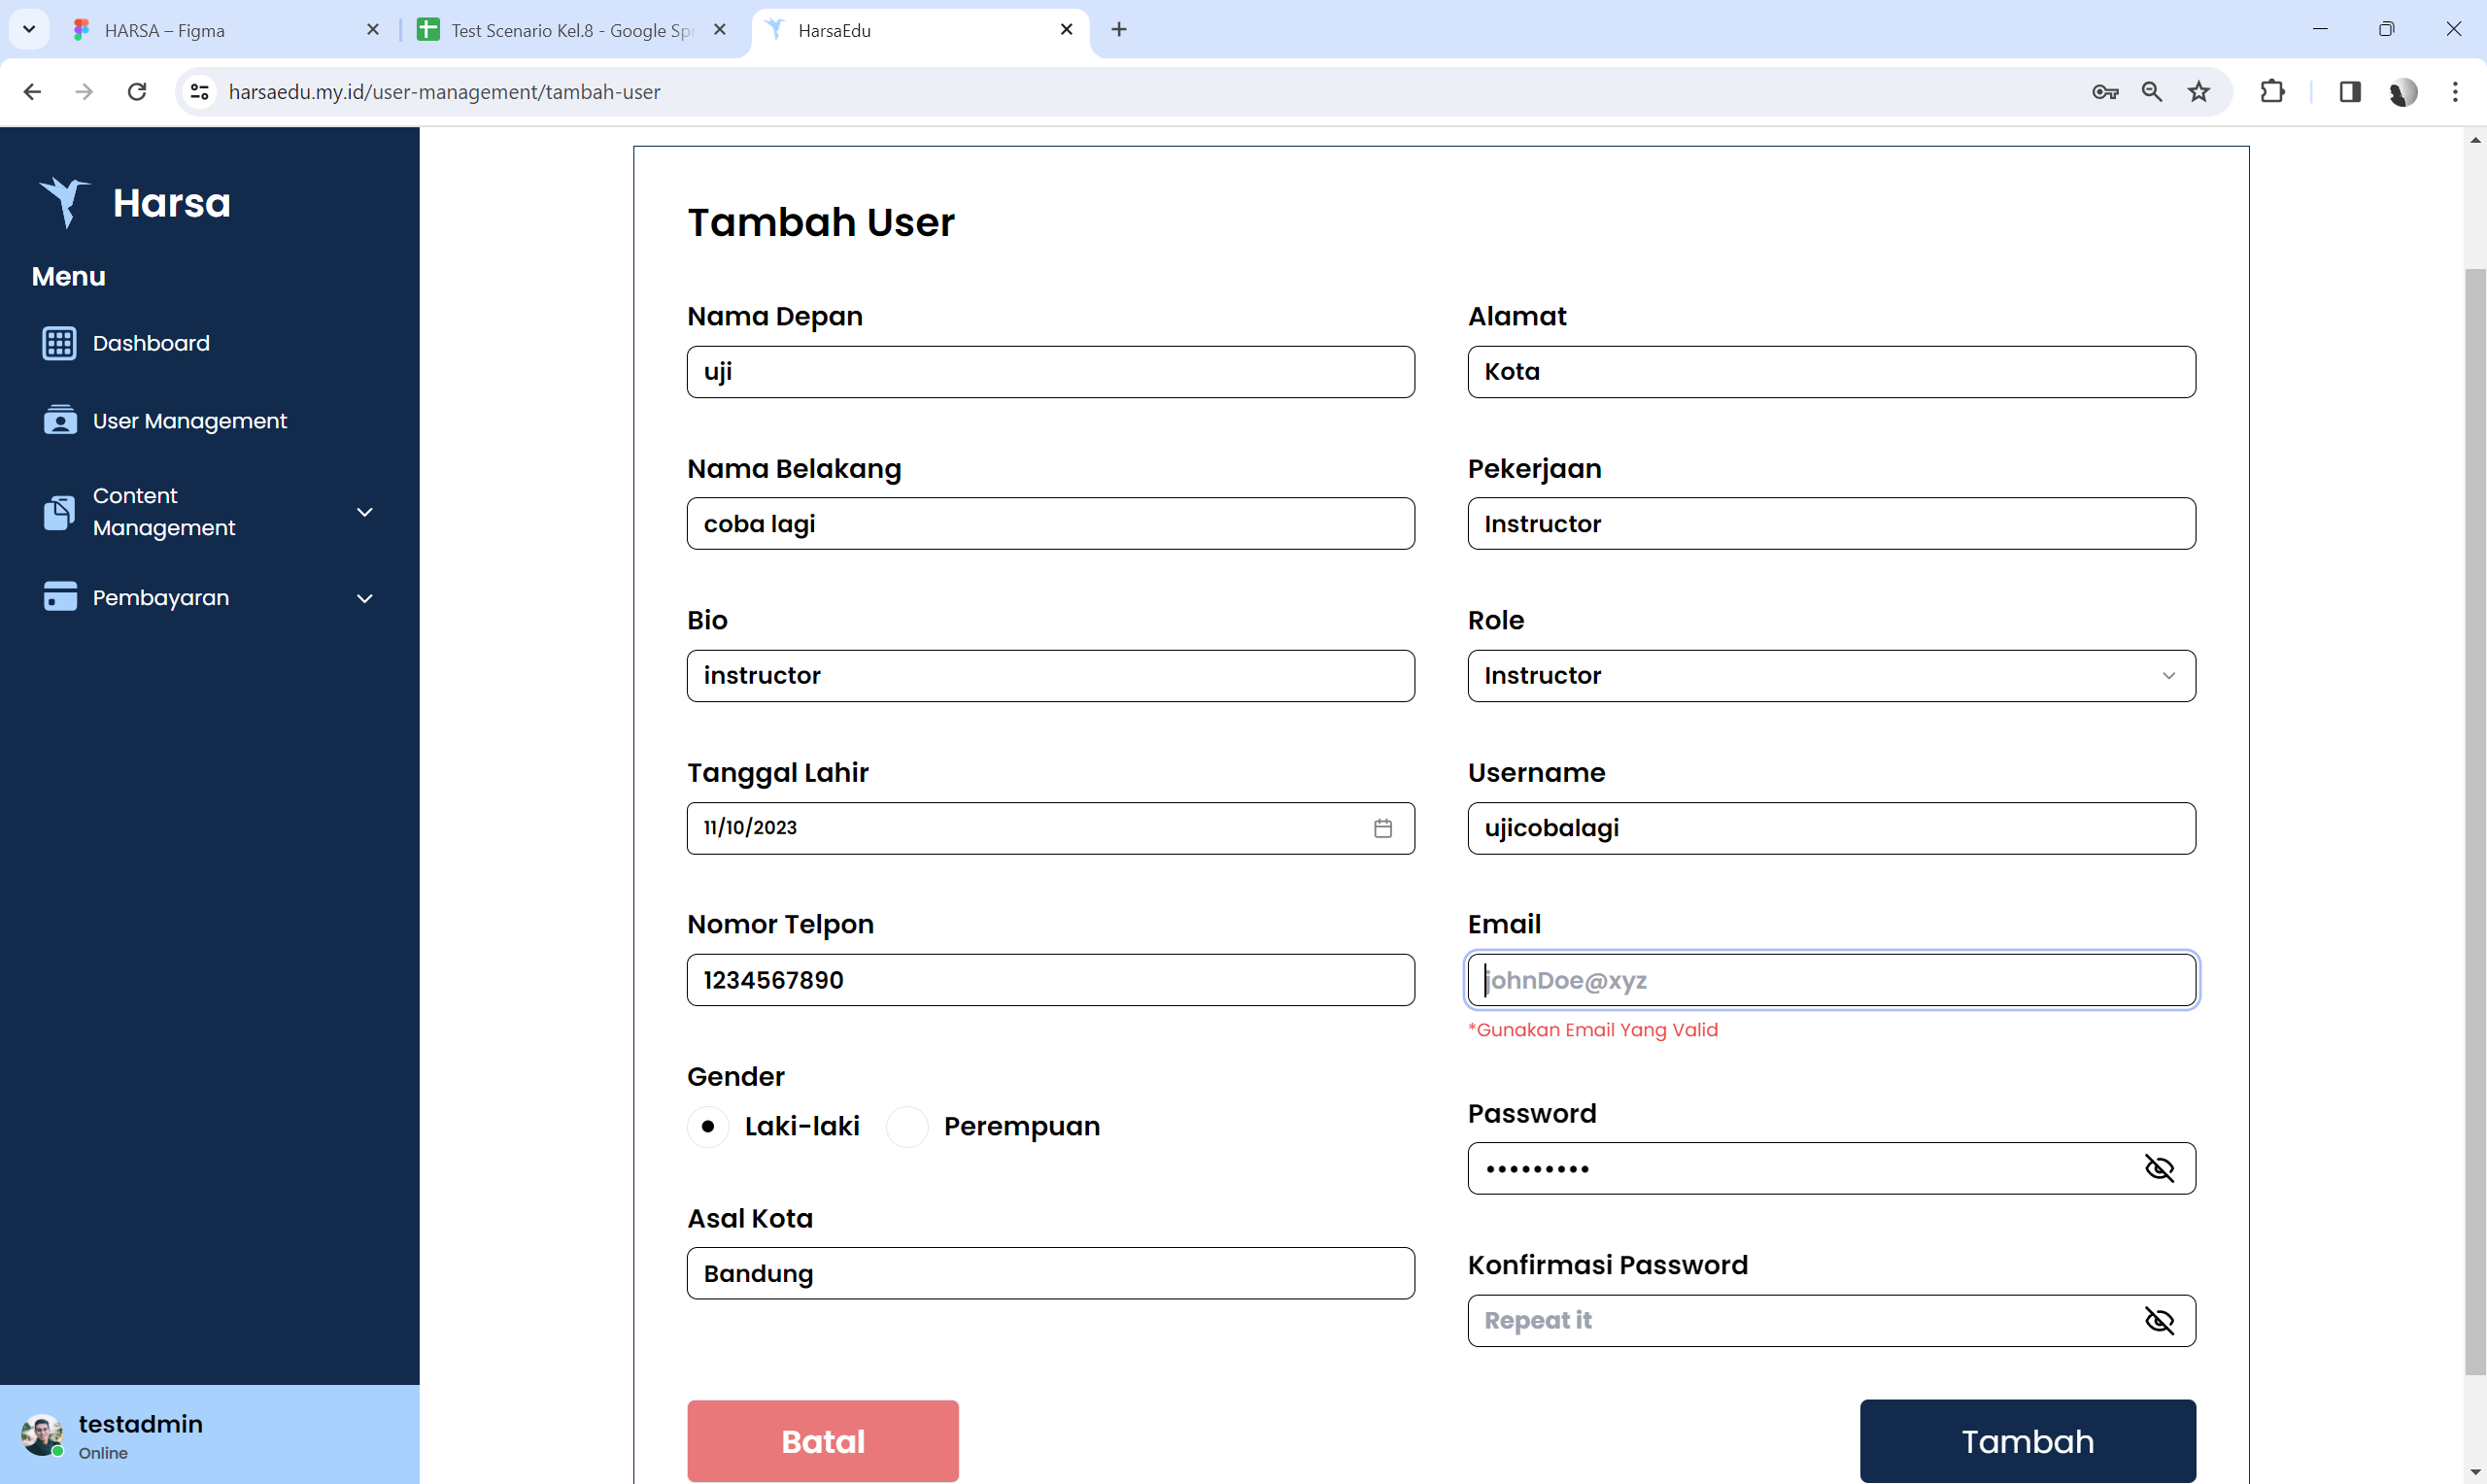 HARSA – Figma
Test Scenario Kel.8 - Google Spr
HarsaEdu
harsaedu.my.id/user-management/tambah-user
Harsa
Menu
Dashboard
User Management
Content
Management
Pembayaran
testadmin
Online
Tambah User
Nama Depan
uji
Nama Belakang
coba lagi
Bio
instructor
Tanggal Lahir
11/10/2023
Nomor Telpon
1234567890
Gender
Laki-laki
Perempuan
Asal Kota
Bandung
Alamat
Kota
Pekerjaan
Instructor
Role
Instructor
Username
ujicobalagi
Email
johnDoe@xyz
*Gunakan Email Yang Valid
Password
•••••••••
Konfirmasi Password
Repeat it
Batal
Tambah